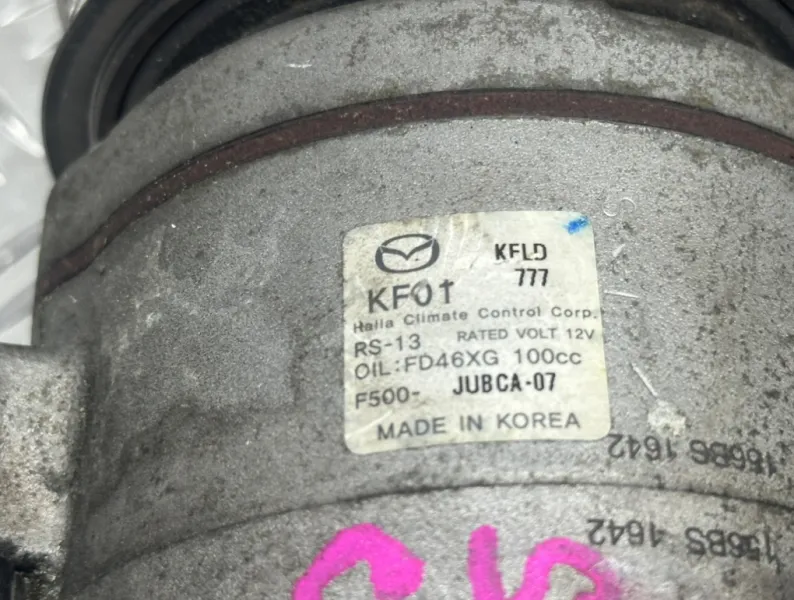 KFLD
777
KF01
Halla Climate Control Corp.
RS-13 RATED VOLT 12V
OIL:FD46XG 100cc
F500- JUBCA-07
MADE IN KOREA
156BS 1642
156BS 1642